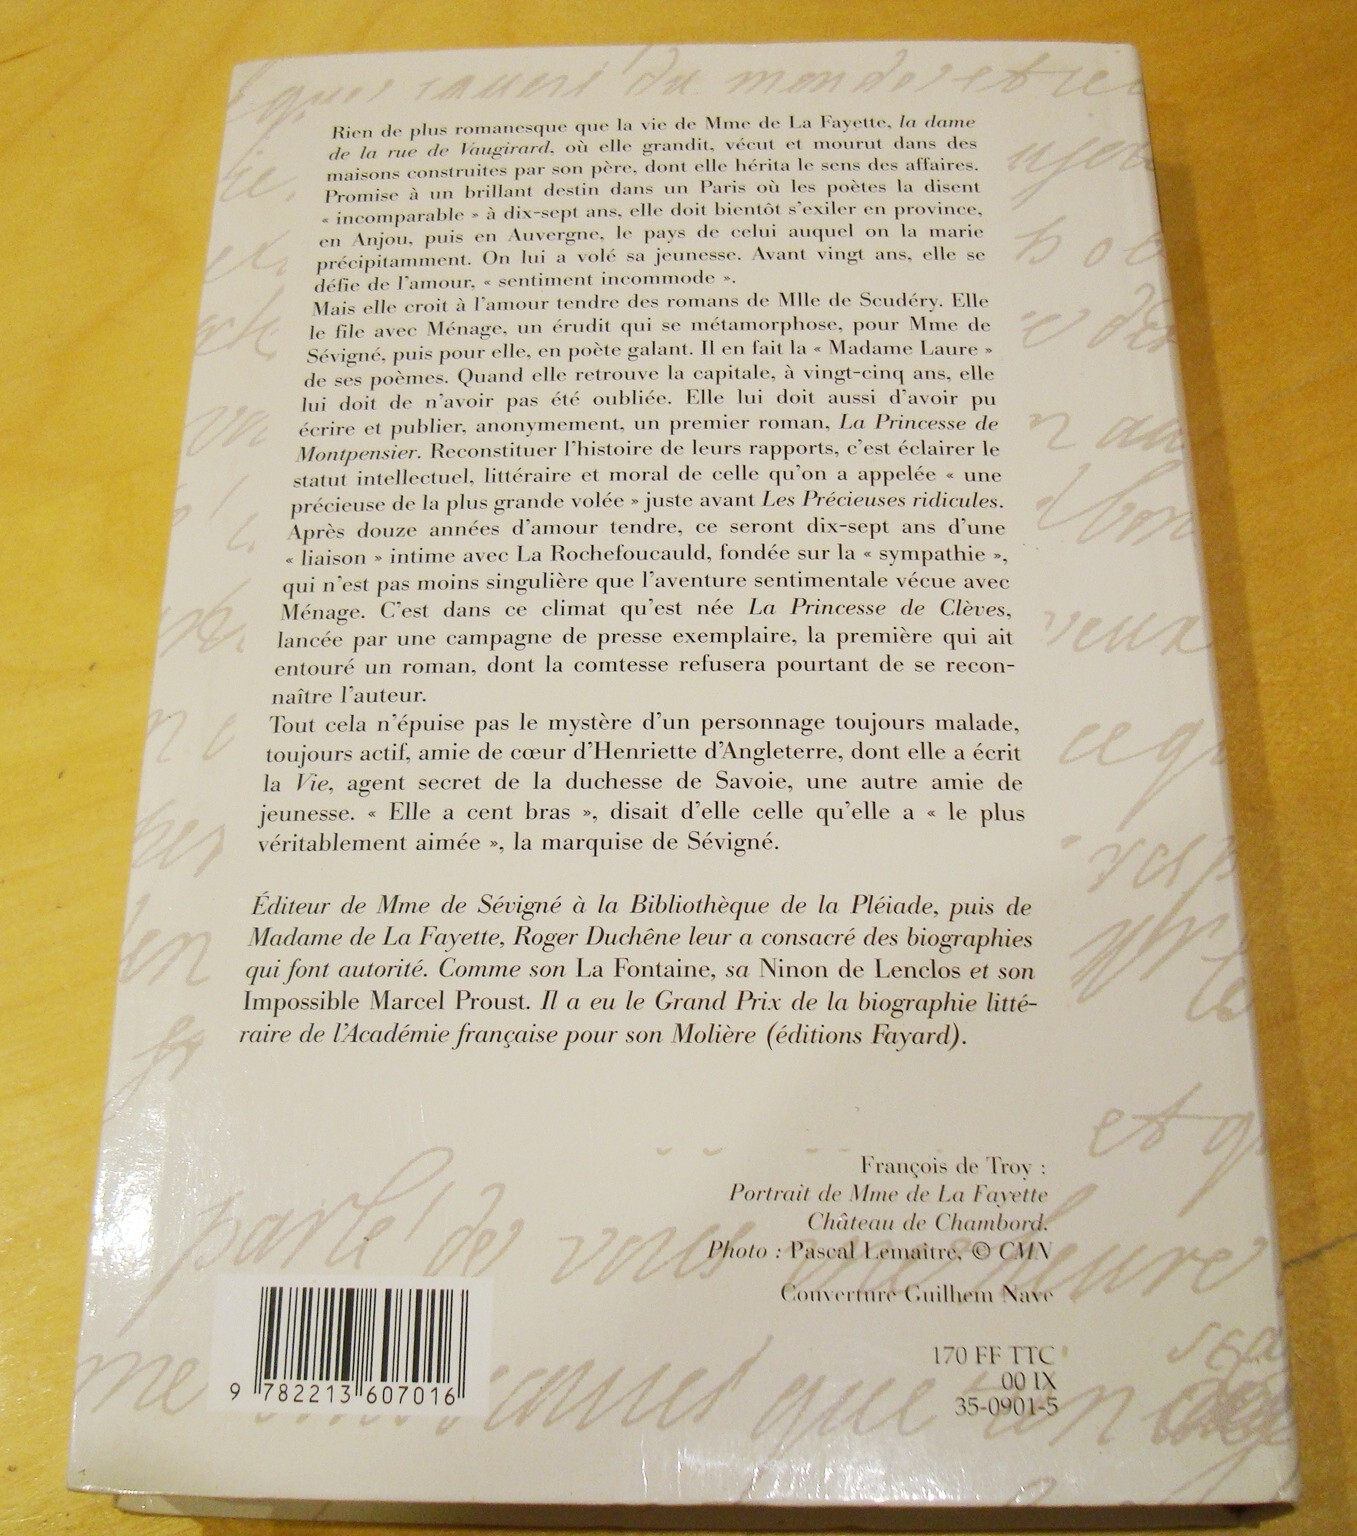 Rien de plus romanesque que la vie de Mme de La Fayette, la dame
de la rue de Vaugirard, où elle grandit, vécut et mourut dans des
maisons construites par son père, dont elle hérita le sens des affaires.
Promise à un brillant destin dans un Paris où les poètes la disent
« incomparable » à dix-sept ans, elle doit bientôt s'exiler en province,
en Anjou, puis en Auvergne, le pays de celui auquel on la marie
précipitamment. On lui a volé sa jeunesse. Avant vingt ans, elle se
défie de l'amour, « sentiment incommode ».
Mais elle croit à l'amour tendre des romans de Mlle de Scudéry. Elle
le file avec Ménage, un érudit qui se métamorphose, pour Mme de
Sévigné, puis pour elle, en poète galant. Il en fait la « Madame Laure »
de ses poèmes. Quand elle retrouve la capitale, à vingt-cinq ans, elle
lui doit de n'avoir pas été oubliée. Elle lui doit aussi d'avoir pu
écrire et publier, anonymement, un premier roman, La Princesse de
Montpensier. Reconstituer l'histoire de leurs rapports, c'est éclairer le
statut intellectuel, littéraire et moral de celle qu'on a appelée « une
précieuse de la plus grande volée » juste avant Les Précieuses ridicules.
Après douze années d'amour tendre, ce seront dix-sept ans d'une
« liaison » intime avec La Rochefoucauld, fondée sur la « sympathie »,
qui n'est pas moins singulière que l'aventure sentimentale vécue avec
Ménage. C'est dans ce climat qu'est née La Princesse de Clèves,
lancée par une campagne de presse exemplaire, la première qui ait
entouré un roman, dont la comtesse refusera pourtant de se recon-
naître l'auteur.
Tout cela n'épuise pas le mystère d'un personnage toujours malade,
toujours actif, amie de cœur d'Henriette d'Angleterre, dont elle a écrit
la Vie, agent secret de la duchesse de Savoie, une autre amie de
jeunesse. « Elle a cent bras », disait d'elle celle qu'elle a « le plus
véritablement aimée », la marquise de Sévigné.
Éditeur de Mme de Sévigné à la Bibliothèque de la Pléiade, puis de
Madame de La Fayette, Roger Duchêne leur a consacré des biographies
qui font autorité. Comme son La Fontaine, sa Ninon de Lenclos et son
Impossible Marcel Proust. Il a eu le Grand Prix de la biographie litté-
raire de l'Académie française pour son Molière (éditions Fayard).
François de Troy :
Portrait de Mme de La Fayette
Château de Chambord.
Photo : Pascal Lemaître, © CMN
Couverture Guilhem Nave
170 FF TTC
00 IX
35-0901-5
9 782213 607016